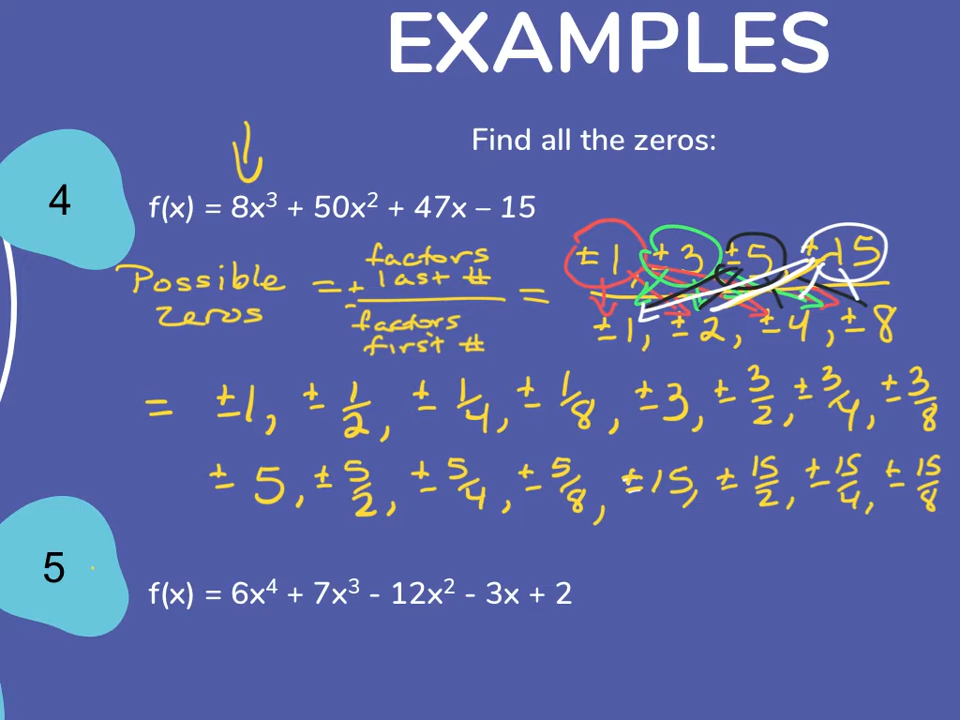 EXAMPLES
Find all the zeros:
4
f(x) = 8x³ + 50x² + 47x – 15
Possible zeros = ± factors last # / factors first # = ±1, ±3, ±5, ±15 / ±1, ±2, ±4, ±8
= ±1, ± 1/2, ± 1/4, ± 1/8, ±3, ± 3/2, ± 3/4, ± 3/8
± 5, ± 5/2, ± 5/4, ± 5/8, ±15, ± 15/2, ± 15/4, ± 15/8
5
f(x) = 6x⁴ + 7x³ - 12x² - 3x + 2